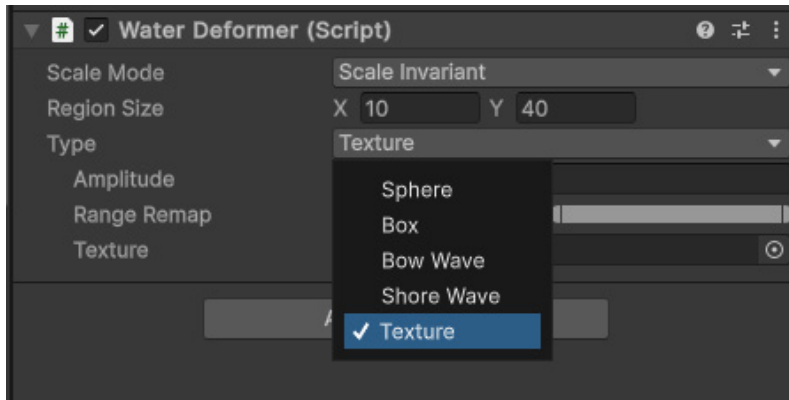 # Water Deformer (Script)
Scale Mode Scale Invariant
Region Size X 10 Y 40
Type Texture
Amplitude
Range Remap
Texture
Sphere
Box
Bow Wave
Shore Wave
✓ Texture